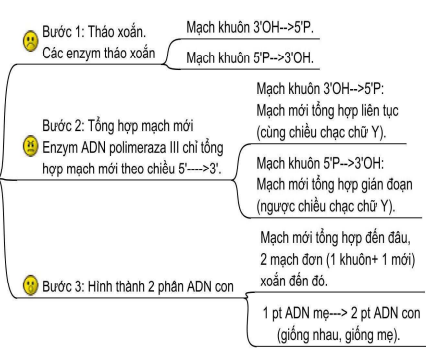 Bước 1: Tháo xoắn.
Các enzym tháo xoắn
Mạch khuôn 3'OH-->5'P.
Mạch khuôn 5'P-->3'OH.
Bước 2: Tổng hợp mạch mới
Enzym ADN polimeraza III chỉ tổng
hợp mạch mới theo chiều 5'---->3'.
Mạch khuôn 3'OH-->5'P:
Mạch mới tổng hợp liên tục
(cùng chiều chạc chữ Y).
Mạch khuôn 5'P-->3'OH:
Mạch mới tổng hợp gián đoạn
(ngược chiều chạc chữ Y).
Bước 3: Hình thành 2 phân ADN con
Mạch mới tổng hợp đến đâu,
2 mạch đơn (1 khuôn+ 1 mới)
xoắn đến đó.
1 pt ADN mẹ---> 2 pt ADN con
(giống nhau, giống mẹ).